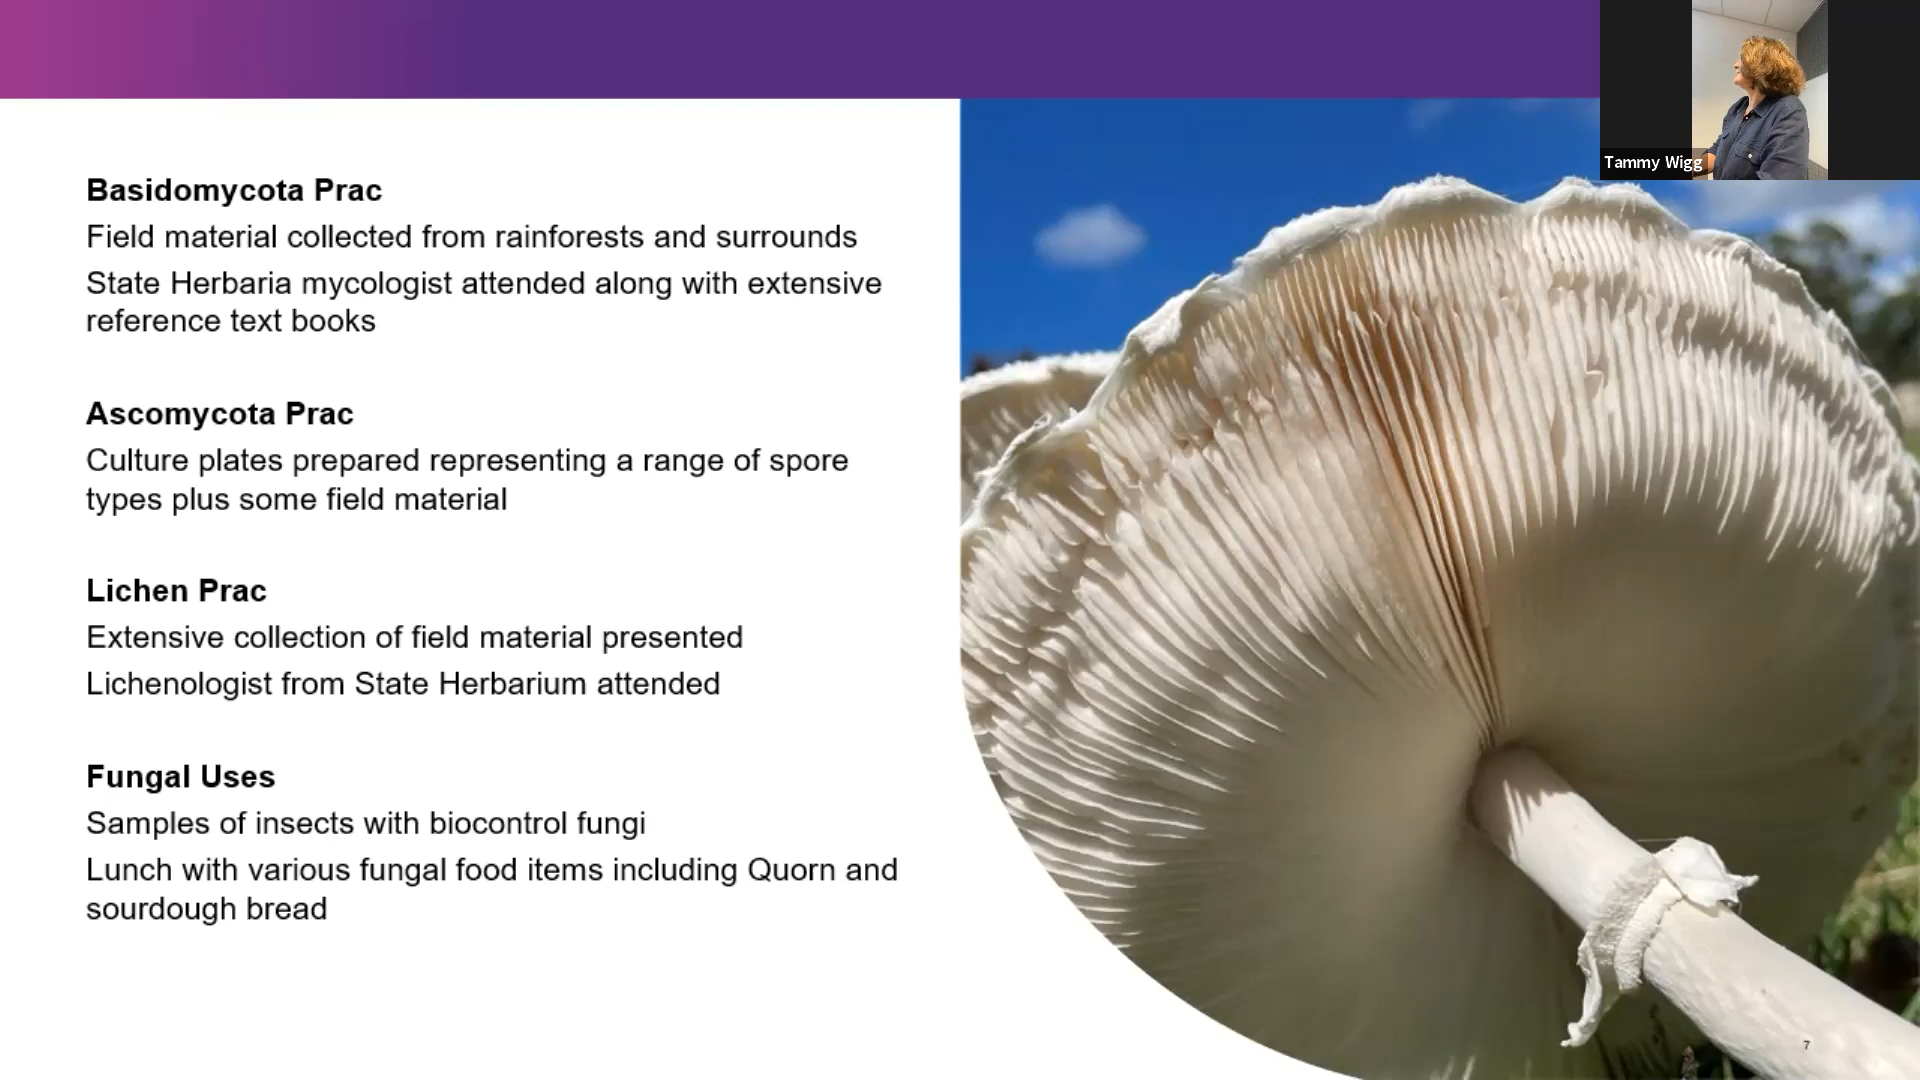 Tammy Wigg
Basidomycota Prac
Field material collected from rainforests and surrounds
State Herbaria mycologist attended along with extensive
reference text books
Ascomycota Prac
Culture plates prepared representing a range of spore
types plus some field material
Lichen Prac
Extensive collection of field material presented
Lichenologist from State Herbarium attended
Fungal Uses
Samples of insects with biocontrol fungi
Lunch with various fungal food items including Quorn and
sourdough bread
7